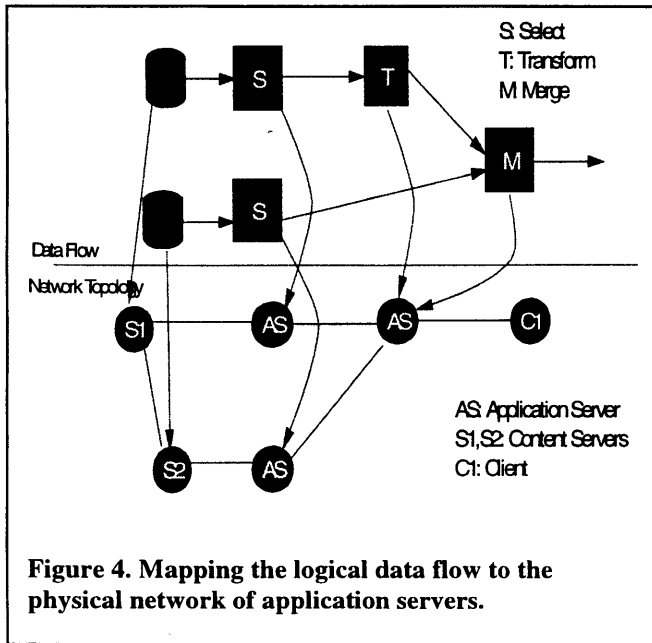 S: Select
T: Transform
M: Merge
S
T
M
S
Data Flow
Network Topology
S1
AS
AS
C1
AS: Application Server
S1,S2: Content Servers
C1: Client
S2
AS
Figure 4. Mapping the logical data flow to the
physical network of application servers.